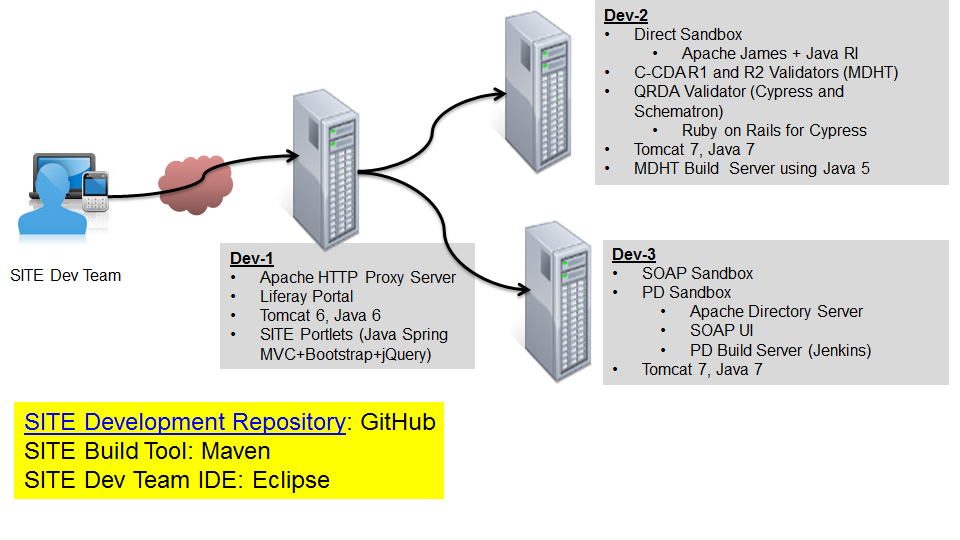 Dev-2
• Direct Sandbox
• Apache James + Java RI
• C-CDA R1 and R2 Validators (MDHT)
• QRDA Validator (Cypress and
Schematron)
• Ruby on Rails for Cypress
• Tomcat 7, Java 7
• MDHT Build Server using Java 5
SITE Dev Team
Dev-1
• Apache HTTP Proxy Server
• Liferay Portal
• Tomcat 6, Java 6
• SITE Portlets (Java Spring
MVC+Bootstrap+jQuery)
Dev-3
• SOAP Sandbox
• PD Sandbox
• Apache Directory Server
• SOAP UI
• PD Build Server (Jenkins)
• Tomcat 7, Java 7
SITE Development Repository: GitHub
SITE Build Tool: Maven
SITE Dev Team IDE: Eclipse